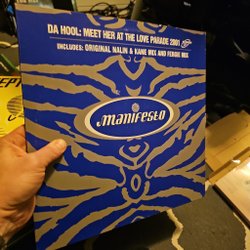 DA HOOL: MEET HER AT THE LOVE PARADE 2001
INCLUDES: ORIGINAL NALIN & KANE MIX AND FERGIE MIX
manifesto